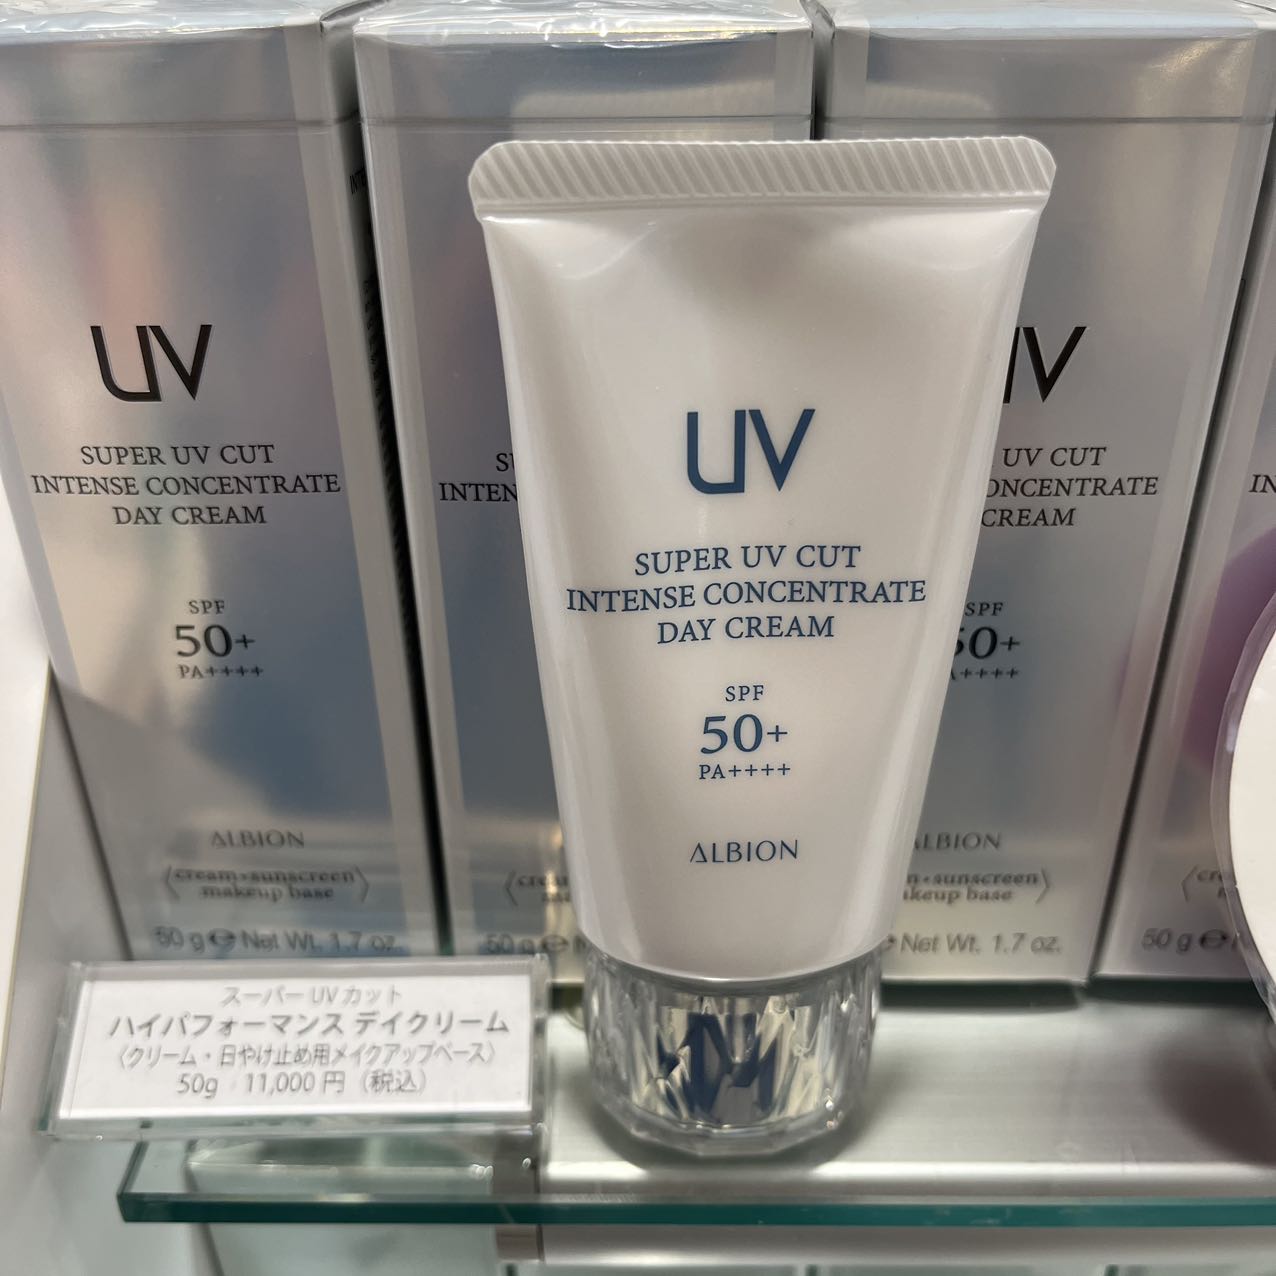 UV
SUPER UV CUT
INTENSE CONCENTRATE
DAY CREAM
SPF
50+
PA++++
ALBION
UV
SUPER UV CUT
INTENSE CONCENTRATE
DAY CREAM
SPF
50+
PA++++
ALBION
cream・sunscreen
makeup base
50 g ℮ Net Wt. 1.7 oz.
UV CUT
CREAM
SPF
50+
ALBION
sunscreen
base
Net Wt. 1.7 oz.
50 g ℮
スーパー UV カット
ハイパフォーマンス デイクリーム
〈クリーム・日やけ止め用メイクアップベース〉
50g 11,000 円（税込）